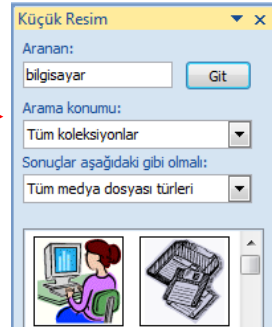 Küçük Resim
Aranan:
bilgisayar
Git
Arama konumu:
Tüm koleksiyonlar
Sonuçlar aşağıdaki gibi olmalı:
Tüm medya dosyası türleri